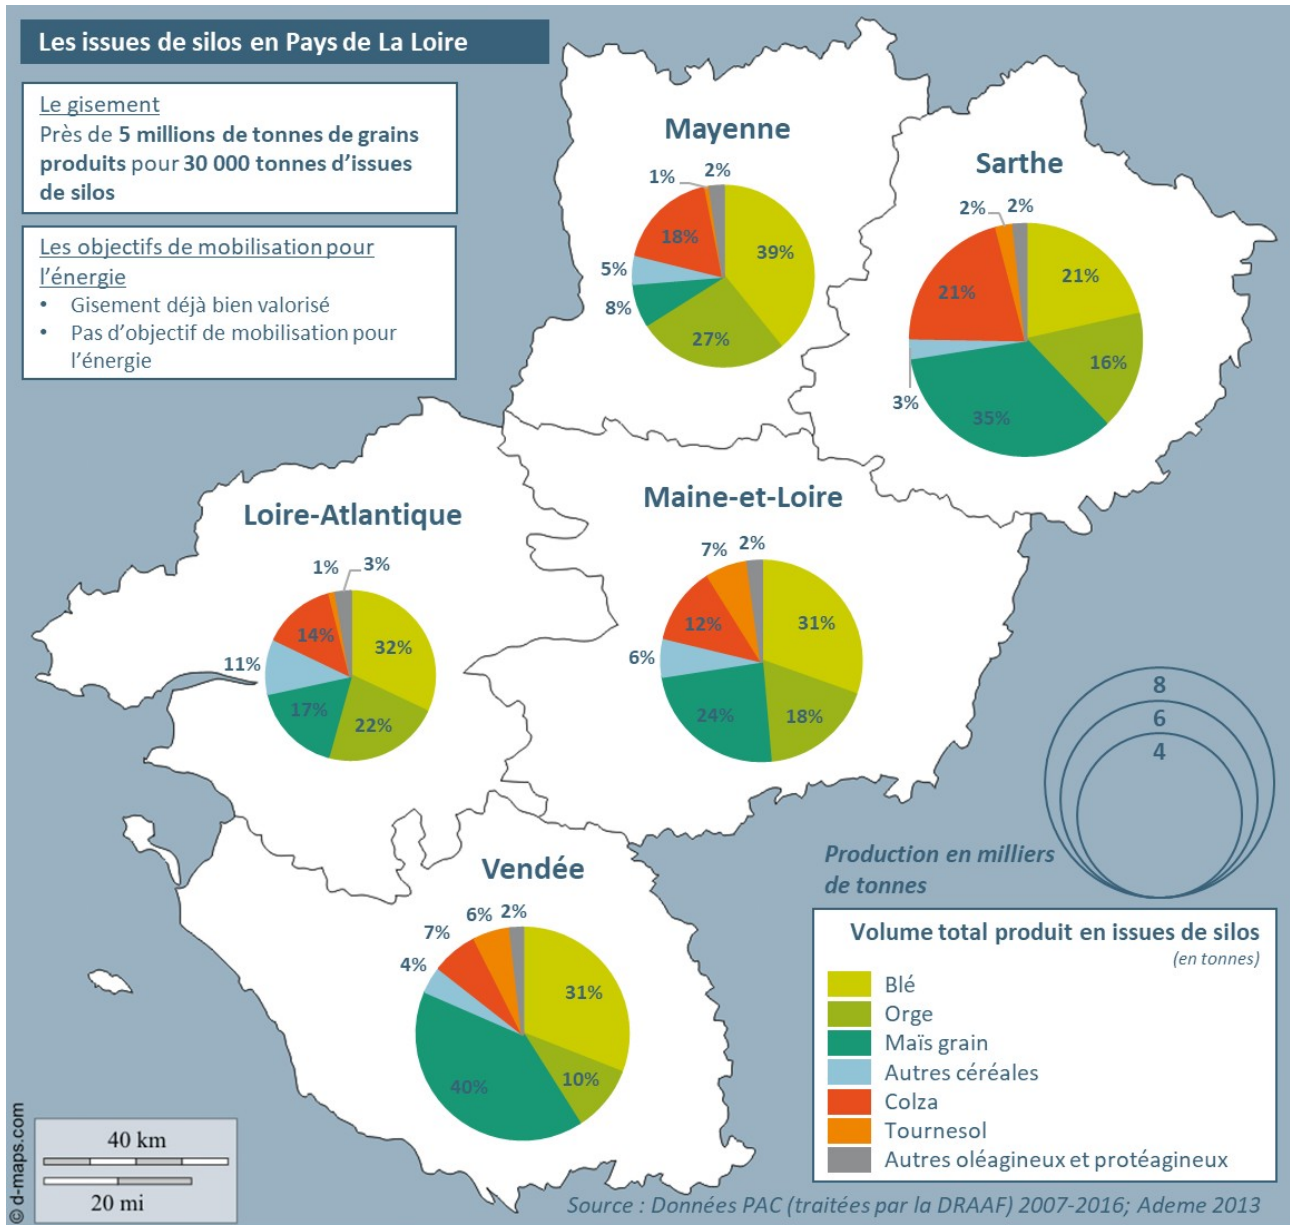 Les issues de silos en Pays de La Loire
Le gisement
Près de 5 millions de tonnes de grains
produits pour 30 000 tonnes d’issues
de silos
Les objectifs de mobilisation pour
l’énergie
• Gisement déjà bien valorisé
• Pas d’objectif de mobilisation pour
l’énergie
Mayenne
1%
2%
18%
39%
5%
8%
27%
Sarthe
2%
2%
21%
21%
16%
3%
35%
Loire-Atlantique
1%
3%
14%
32%
11%
17%
22%
Maine-et-Loire
7%
2%
12%
31%
6%
24%
18%
Vendée
6%
2%
7%
4%
31%
40%
10%
8
6
4
Production en milliers
de tonnes
Volume total produit en issues de silos
(en tonnes)
Blé
Orge
Maïs grain
Autres céréales
Colza
Tournesol
Autres oléagineux et protéagineux
© d-maps.com
40 km
20 mi
Source : Données PAC (traitées par la DRAAF) 2007-2016; Ademe 2013